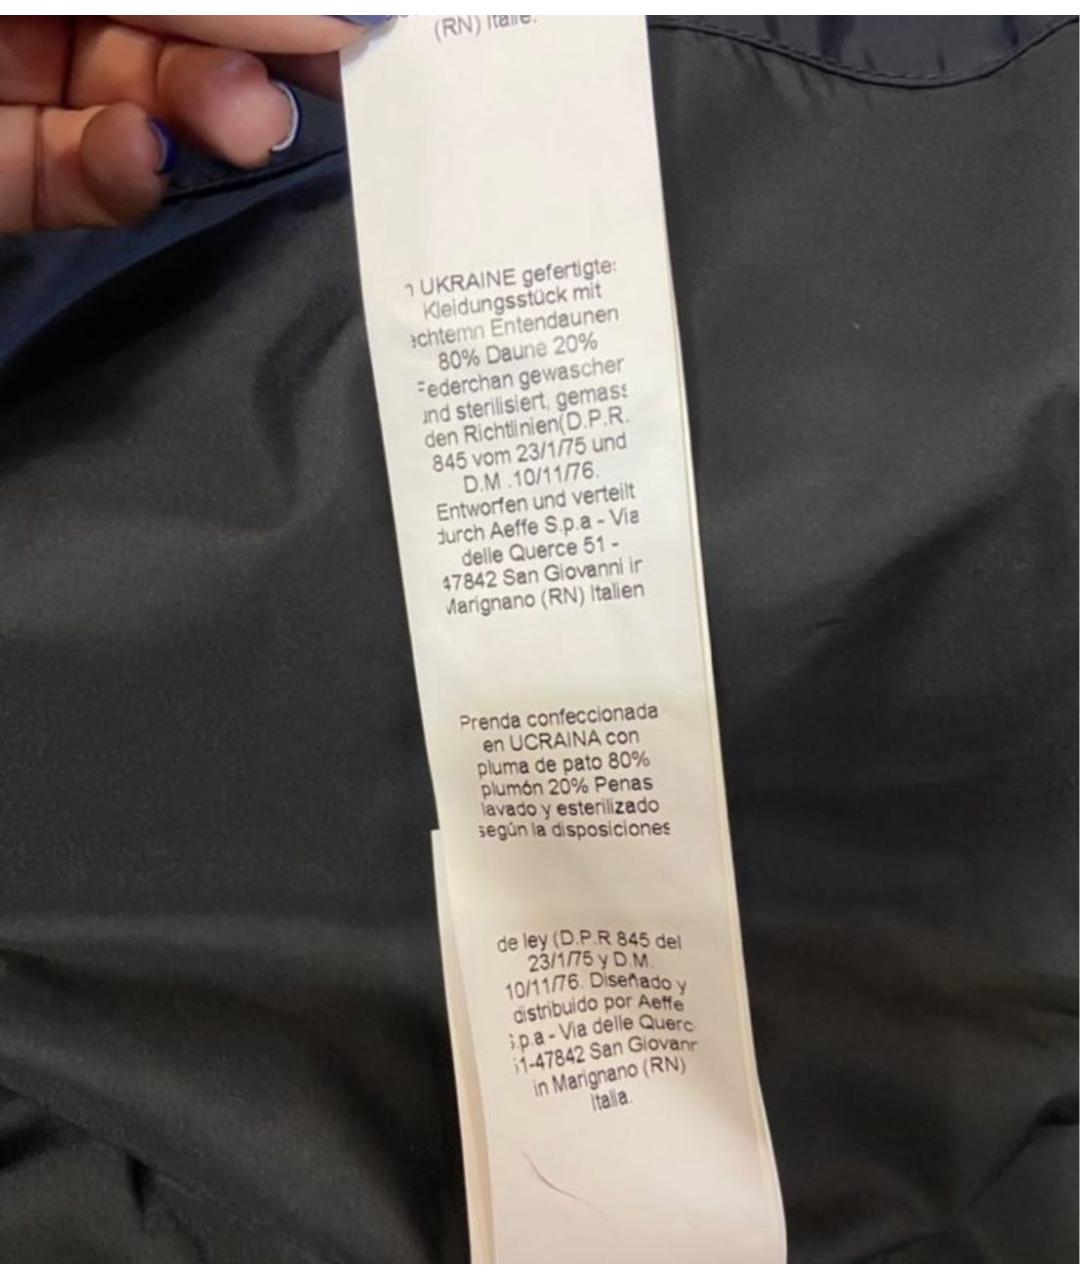 (RN) Italie.
UKRAINE gefertigte:
Kleidungsstück mit
echtemn Entendaunen
80% Daune 20%
Federchan gewascher
und sterilisiert, gemass
den Richtlinien(D.P.R.
845 vom 23/1/75 und
D.M .10/11/76.
Entworfen und verteilt
durch Aeffe S.p.a - Via
delle Querce 51 -
47842 San Giovanni ir
Marignano (RN) Italien
Prenda confeccionada
en UCRAINA con
pluma de pato 80%
plumón 20% Penas
lavado y esterilizado
según la disposiciones
de ley (D.P.R 845 del
23/1/75 y D.M.
10/11/76. Diseñado y
distribuido por Aeffe
S.p.a - Via delle Querc
51-47842 San Giovanr
in Marignano (RN)
Italia.